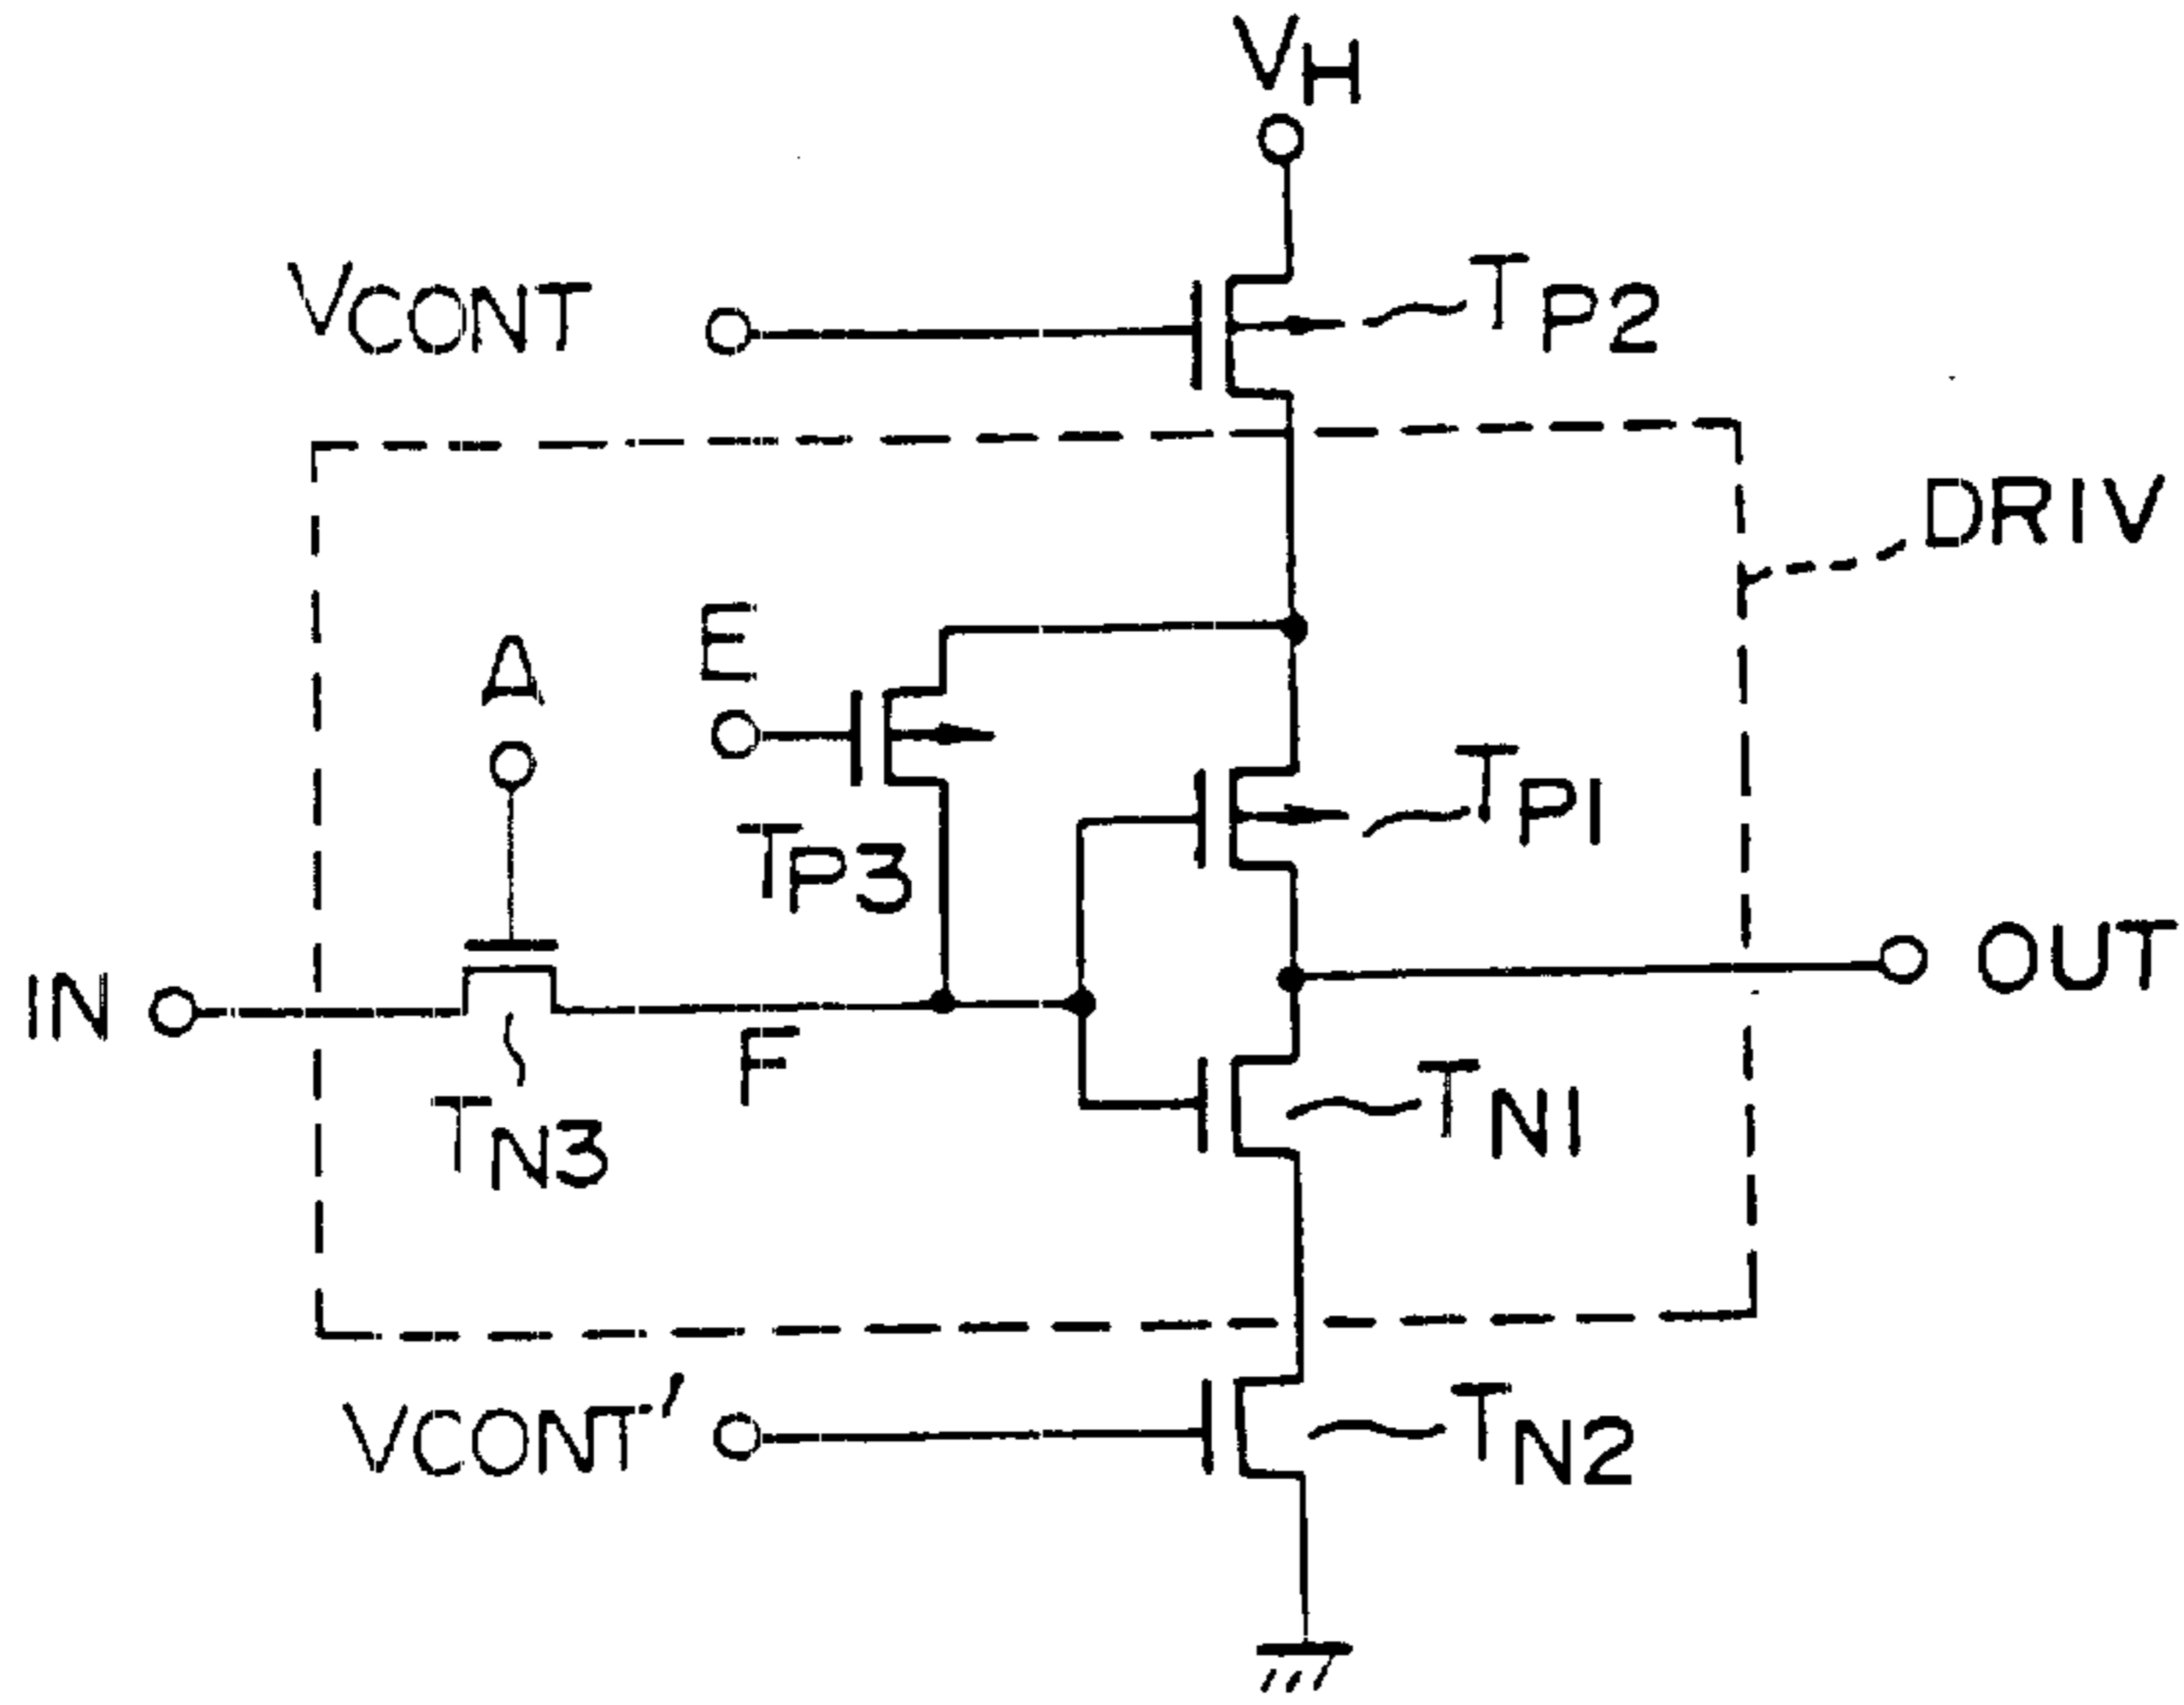 VH
VCONT
TP2
DRIV
E
A
TP1
TP3
OUT
IN
F
TN1
TN3
VCONT'
TN2